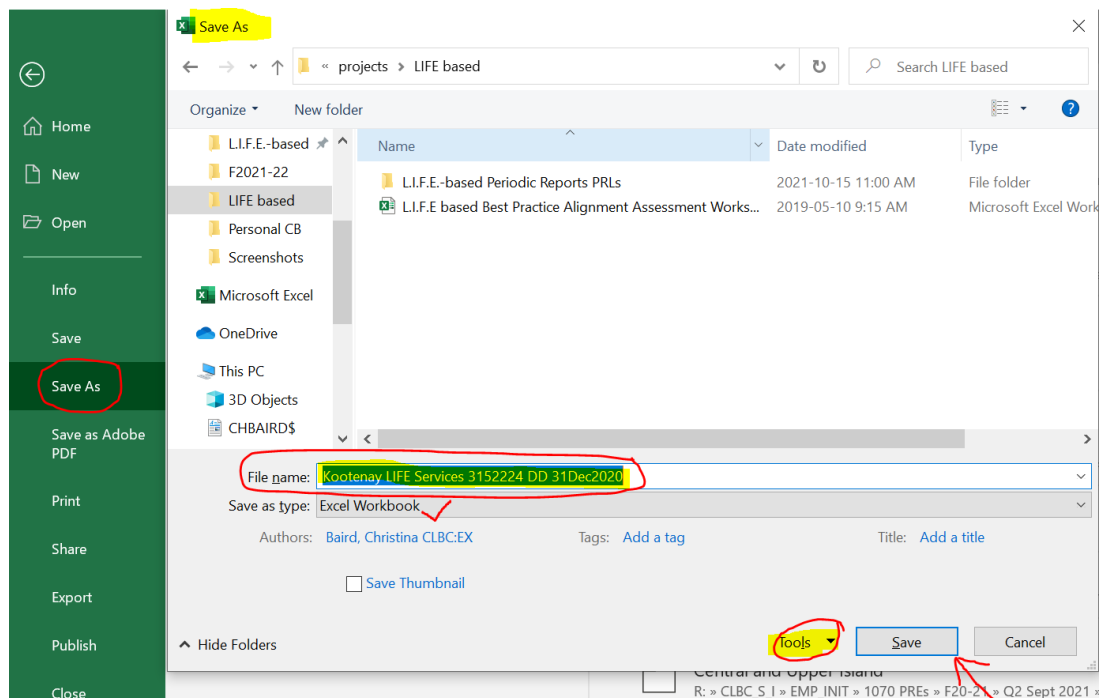 Save As
« projects > LIFE based
Search LIFE based
Organize
New folder
Home
New
Open
Info
Save
Save As
Save as Adobe
PDF
Print
Share
Export
Publish
Close
L.I.F.E.-based
F2021-22
LIFE based
Personal CB
Screenshots
Microsoft Excel
OneDrive
This PC
3D Objects
CHBAIRD$
Name Date modified Type
L.I.F.E.-based Periodic Reports PRLs 2021-10-15 11:00 AM File folder
L.I.F.E based Best Practice Alignment Assessment Works... 2019-05-10 9:15 AM Microsoft Excel Work
File name: Kootenay LIFE Services 3152224 DD 31Dec2020
Save as type: Excel Workbook
Authors: Baird, Christina CLBC:EX Tags: Add a tag Title: Add a title
Save Thumbnail
Hide Folders
Tools Save Cancel
Central and Upper Island
R: » CLBC S I » EMP INIT » 1070 PREs » F20-21 » Q2 Sept 2021 »